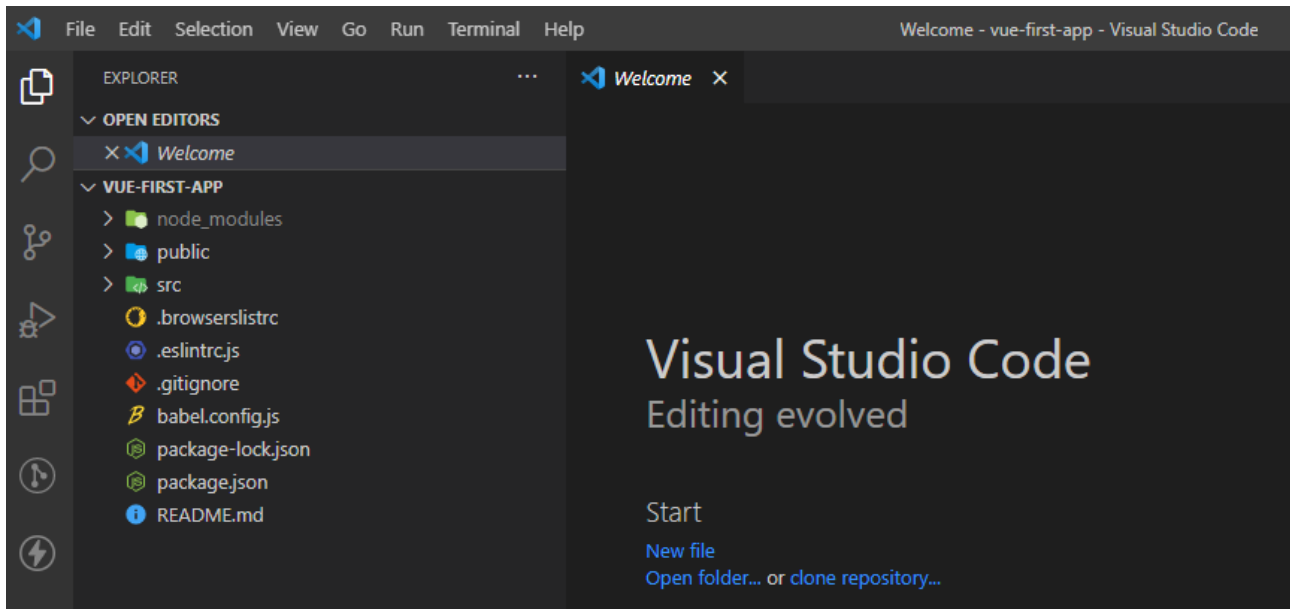 File Edit Selection View Go Run Terminal Help Welcome - vue-first-app - Visual Studio Code
EXPLORER ...
Welcome
OPEN EDITORS
Welcome
VUE-FIRST-APP
node_modules
public
src
.browserslistrc
.eslintrc.js
.gitignore
babel.config.js
package-lock.json
package.json
README.md
Visual Studio Code
Editing evolved
Start
New file
Open folder... or clone repository...